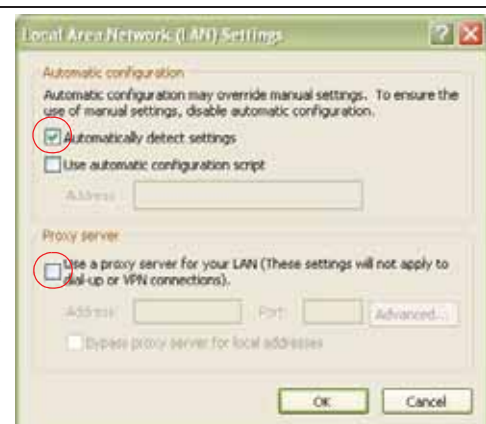 Local Area Network (LAN) Settings
Automatic configuration
Automatic configuration may override manual settings. To ensure the
use of manual settings, disable automatic configuration.
Automatically detect settings
Use automatic configuration script
Address
Proxy server
Use a proxy server for your LAN (These settings will not apply to
dial-up or VPN connections).
Address: Port: Advanced...
Bypass proxy server for local addresses
OK Cancel